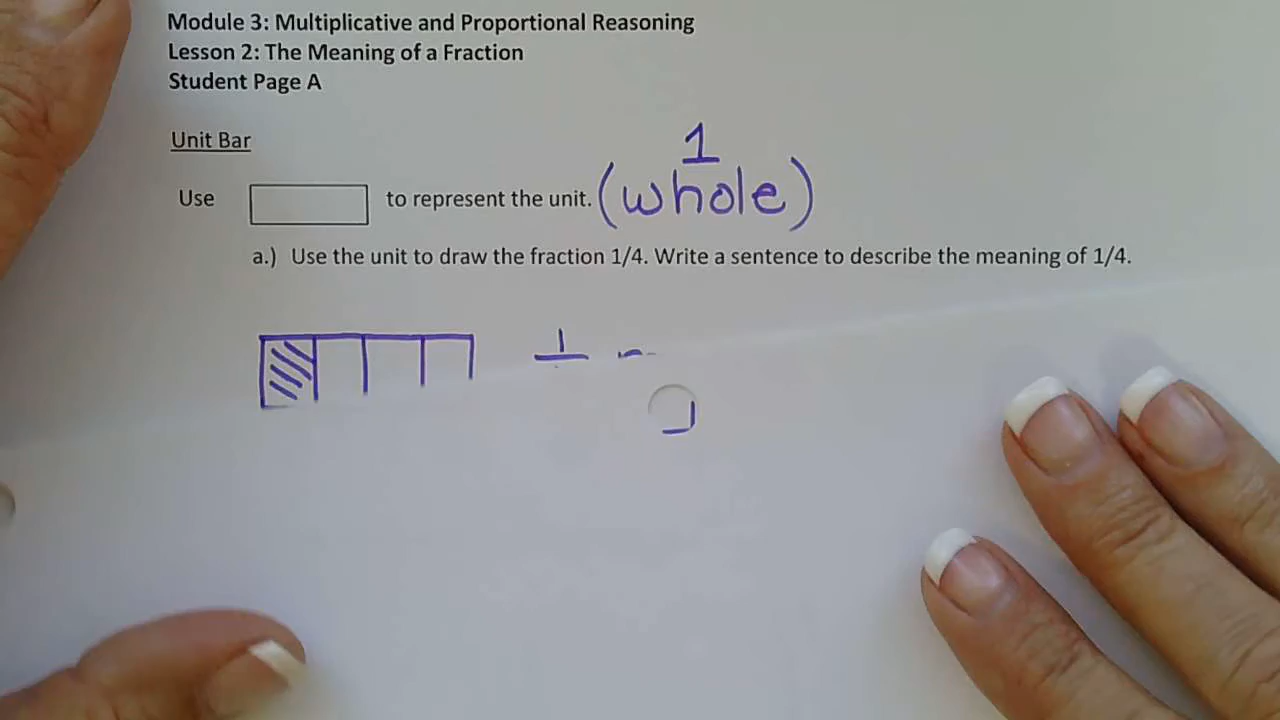 Module 3: Multiplicative and Proportional Reasoning
Lesson 2: The Meaning of a Fraction
Student Page A
Unit Bar
1
Use to represent the unit. (whole)
a.) Use the unit to draw the fraction 1/4. Write a sentence to describe the meaning of 1/4.
1